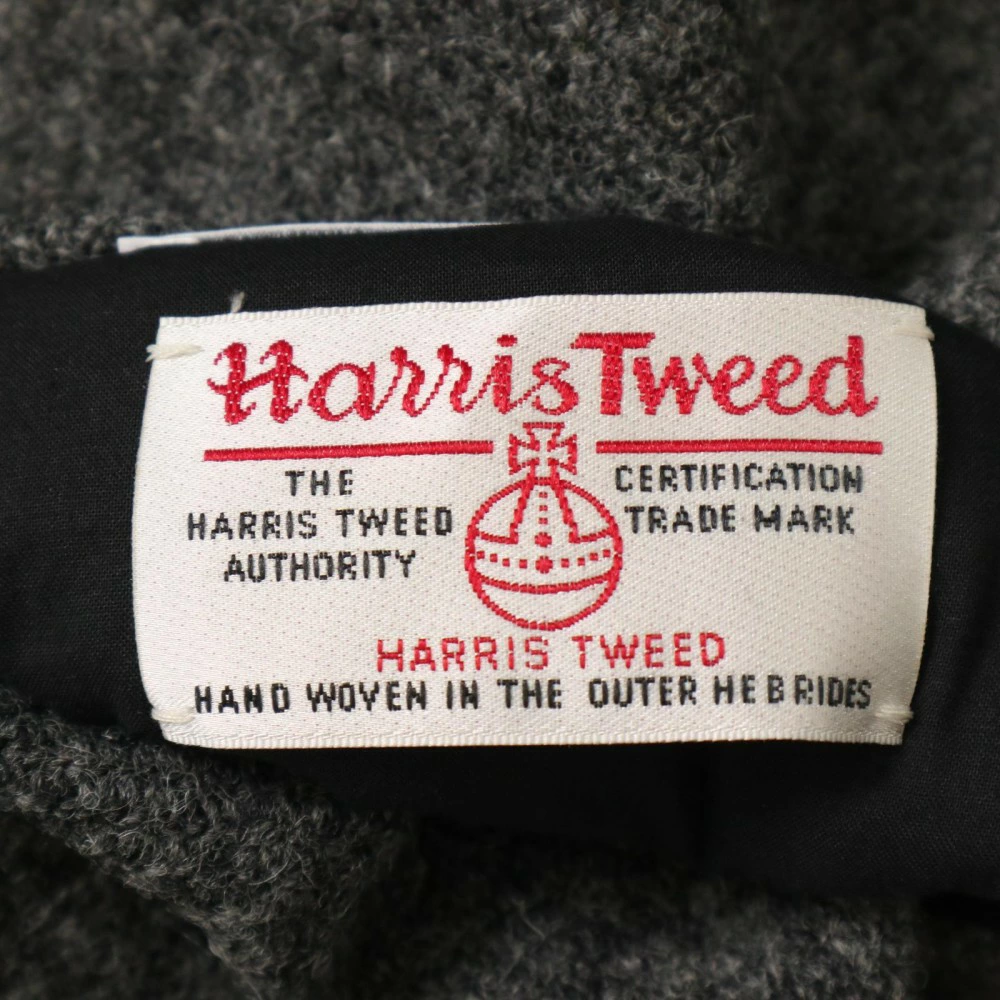 Harris Tweed
THE
HARRIS TWEED
AUTHORITY
CERTIFICATION
TRADE MARK
HARRIS TWEED
HAND WOVEN IN THE OUTER HEBRIDES